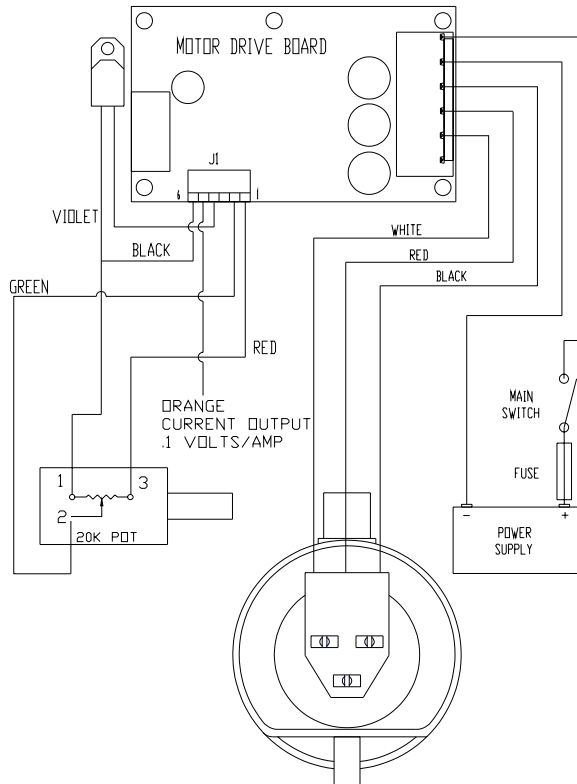 MOTOR DRIVE BOARD
J1
6
1
VIOLET
BLACK
GREEN
RED
WHITE
RED
BLACK
ORANGE
CURRENT OUTPUT
.1 VOLTS/AMP
MAIN
SWITCH
FUSE
1
3
2
20K POT
-
+
POWER
SUPPLY